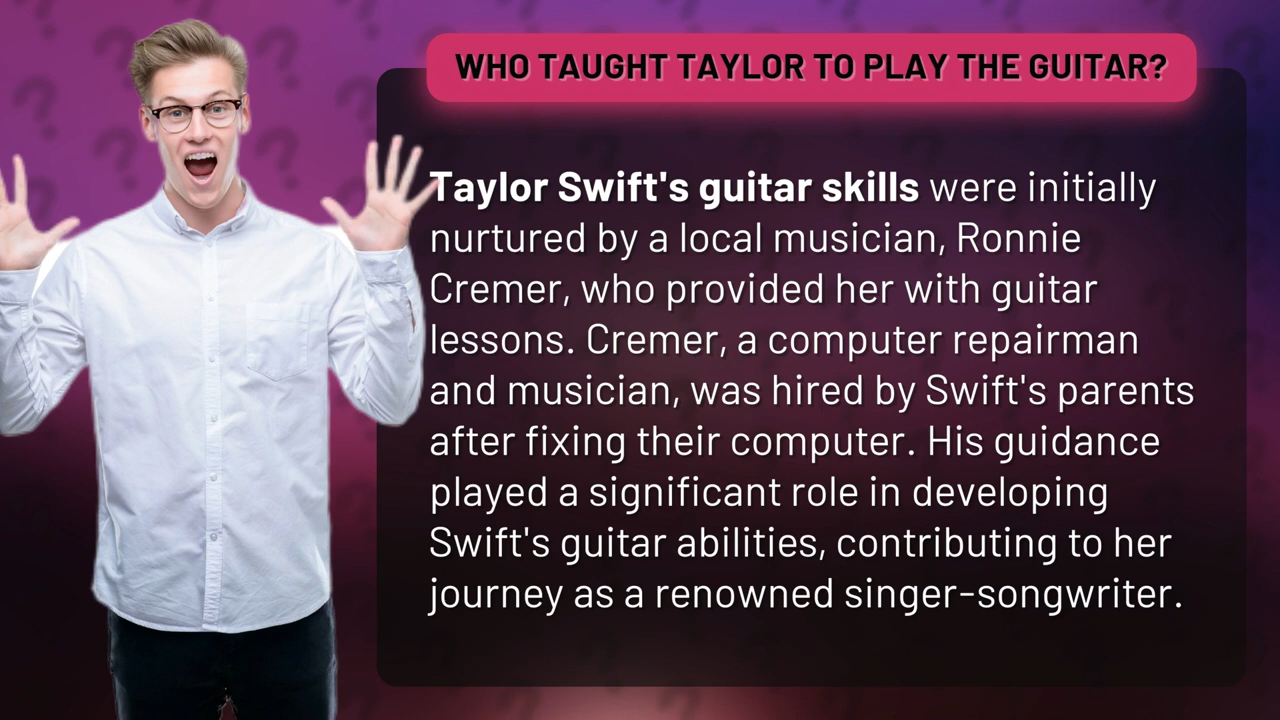 WHO TAUGHT TAYLOR TO PLAY THE GUITAR?
Taylor Swift's guitar skills were initially
nurtured by a local musician, Ronnie
Cremer, who provided her with guitar
lessons. Cremer, a computer repairman
and musician, was hired by Swift's parents
after fixing their computer. His guidance
played a significant role in developing
Swift's guitar abilities, contributing to her
journey as a renowned singer-songwriter.